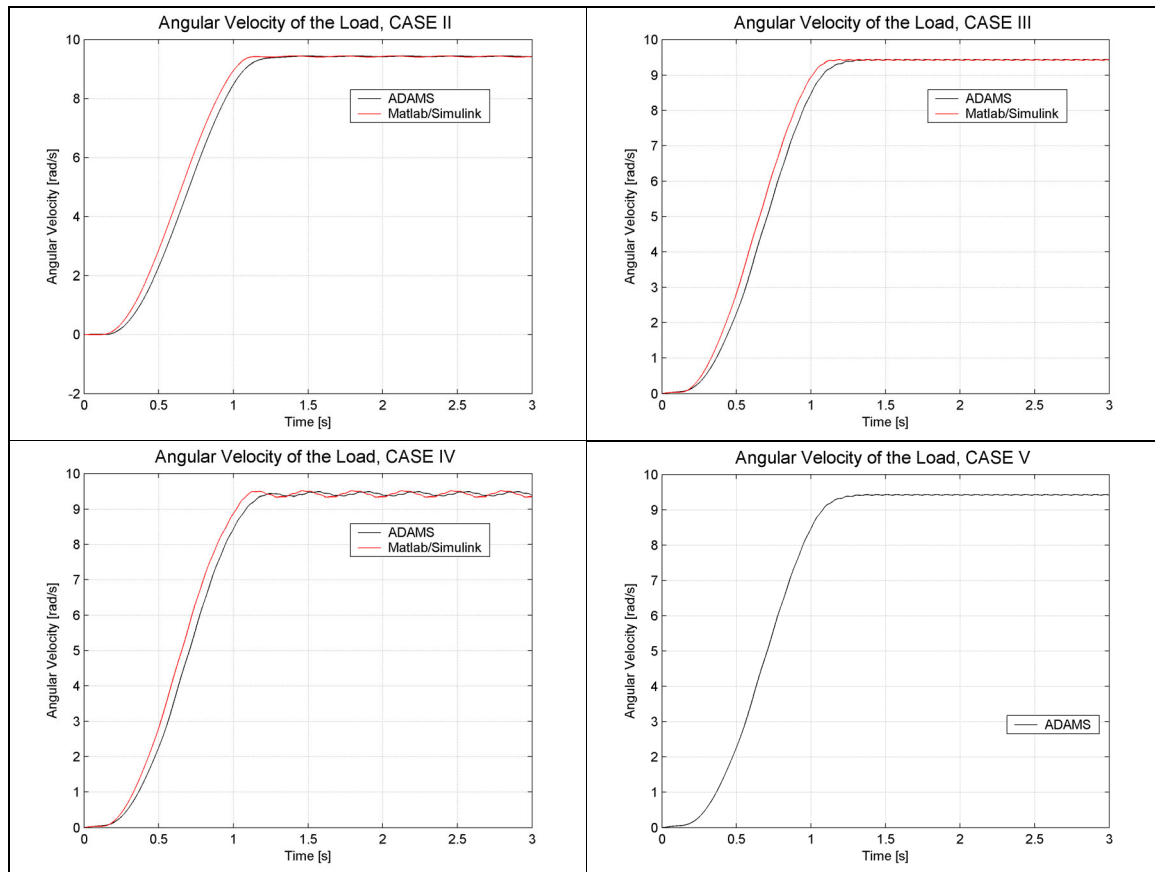 Angular Velocity of the Load, CASE II
10
8
6
4
2
0
-2
Angular Velocity [rad/s]
ADAMS
Matlab/Simulink
0 0.5 1 1.5 2 2.5 3
Time [s]
Angular Velocity of the Load, CASE III
10
9
8
7
6
5
4
3
2
1
0
Angular Velocity [rad/s]
ADAMS
Matlab/Simulink
0 0.5 1 1.5 2 2.5 3
Time [s]
Angular Velocity of the Load, CASE IV
10
9
8
7
6
5
4
3
2
1
0
Angular Velocity [rad/s]
ADAMS
Matlab/Simulink
0 0.5 1 1.5 2 2.5 3
Time [s]
Angular Velocity of the Load, CASE V
10
9
8
7
6
5
4
3
2
1
0
Angular Velocity [rad/s]
ADAMS
0 0.5 1 1.5 2 2.5 3
Time [s]